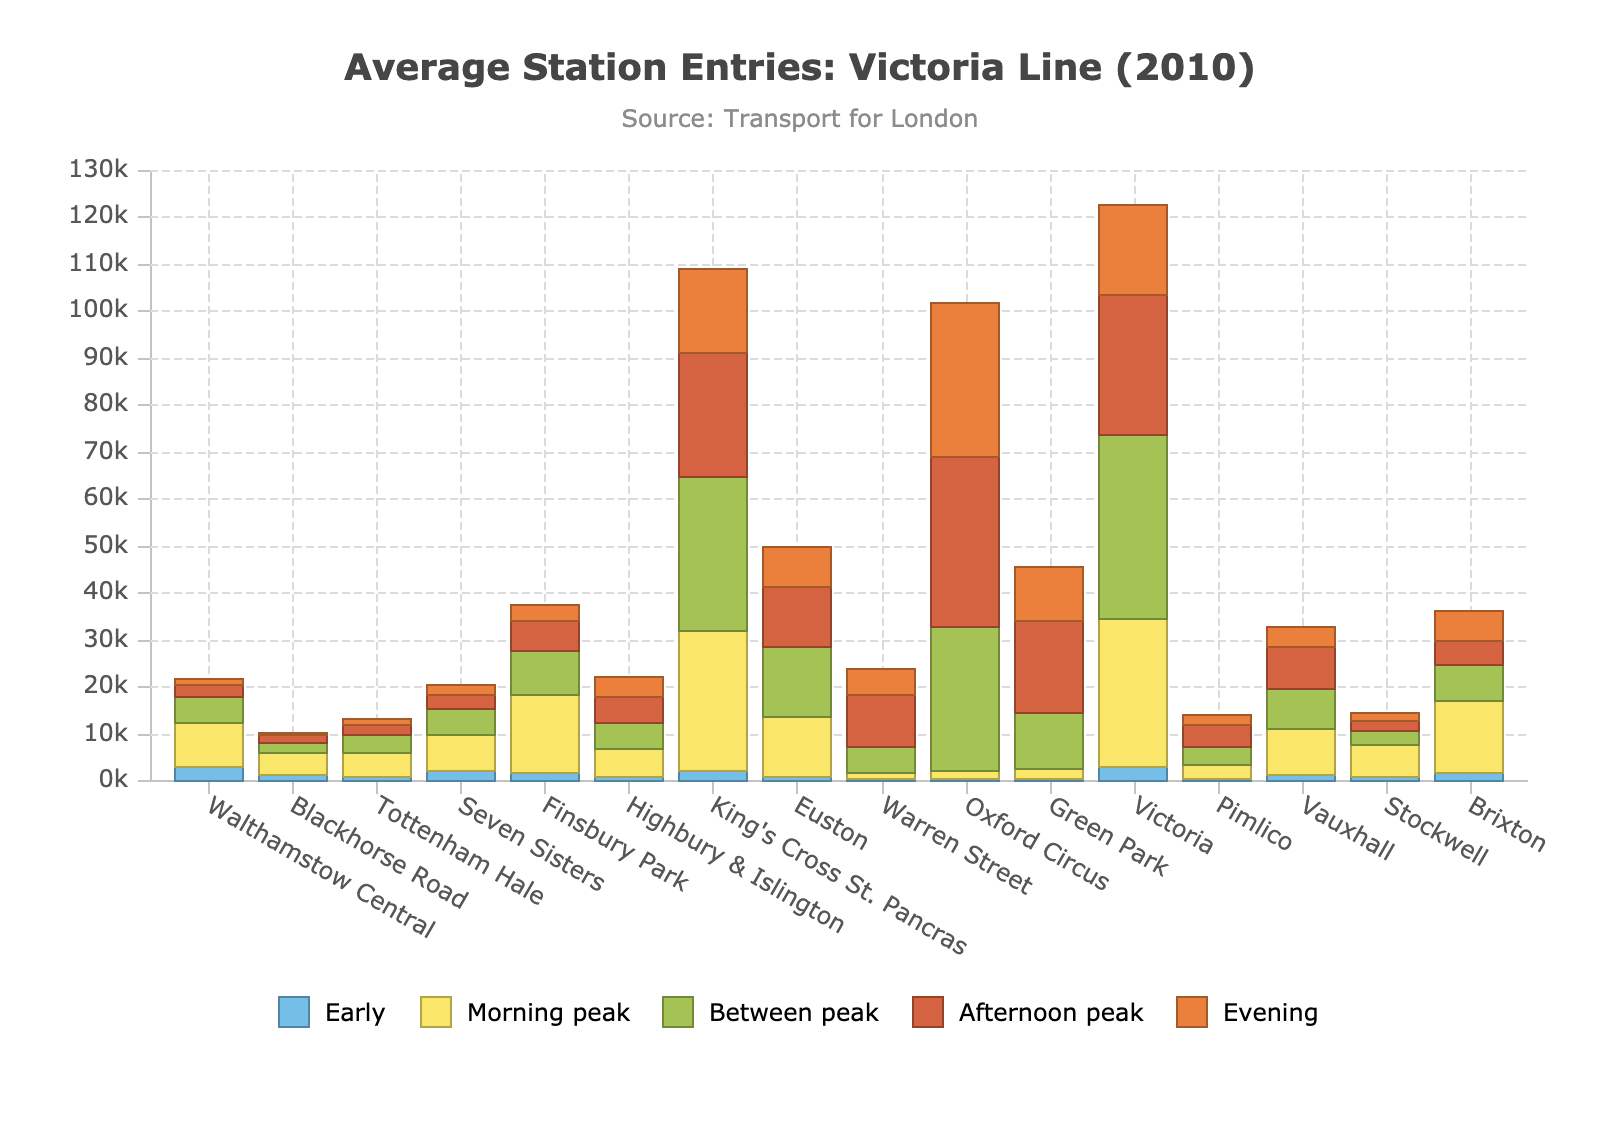 Average Station Entries: Victoria Line (2010)
Source: Transport for London
130k
120k
110k
100k
90k
80k
70k
60k
50k
40k
30k
20k
10k
0k
Walthamstow Central
Blackhorse Road
Tottenham Hale
Seven Sisters
Finsbury Park
Highbury & Islington
King's Cross St. Pancras
Euston
Warren Street
Oxford Circus
Green Park
Victoria
Pimlico
Vauxhall
Stockwell
Brixton
Early Morning peak Between peak Afternoon peak Evening